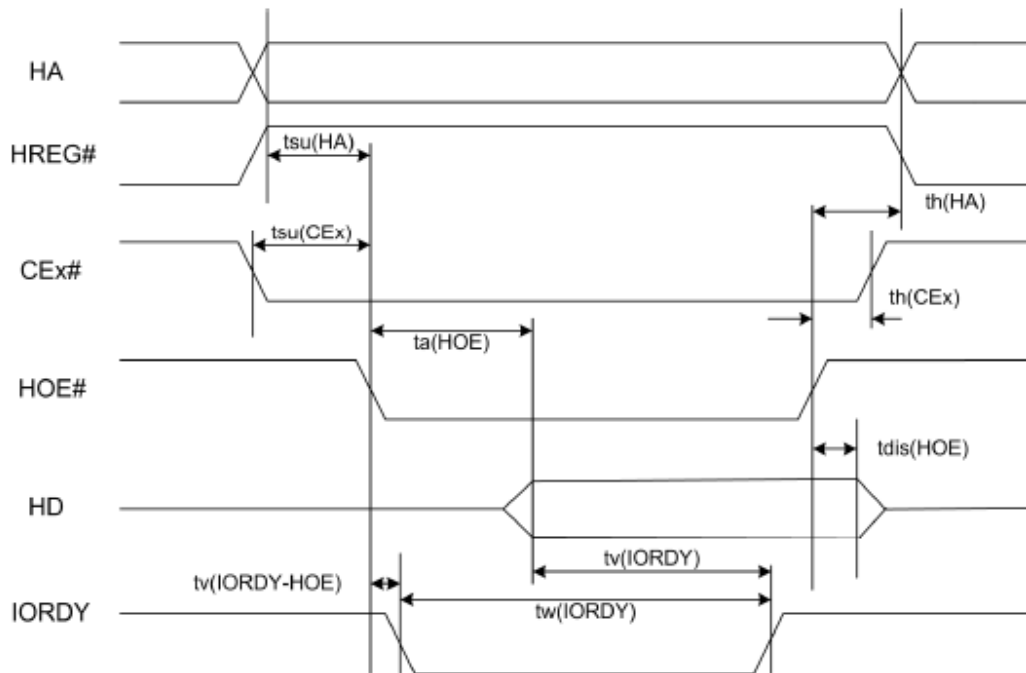 HA
tsu(HA)
HREG#
th(HA)
tsu(CEx)
CEx#
th(CEx)
ta(HOE)
HOE#
tdis(HOE)
HD
tv(IORDY)
tv(IORDY-HOE)
tw(IORDY)
IORDY